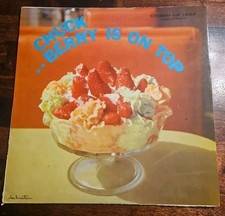 CHUCK
..BERRY IS ON TOP